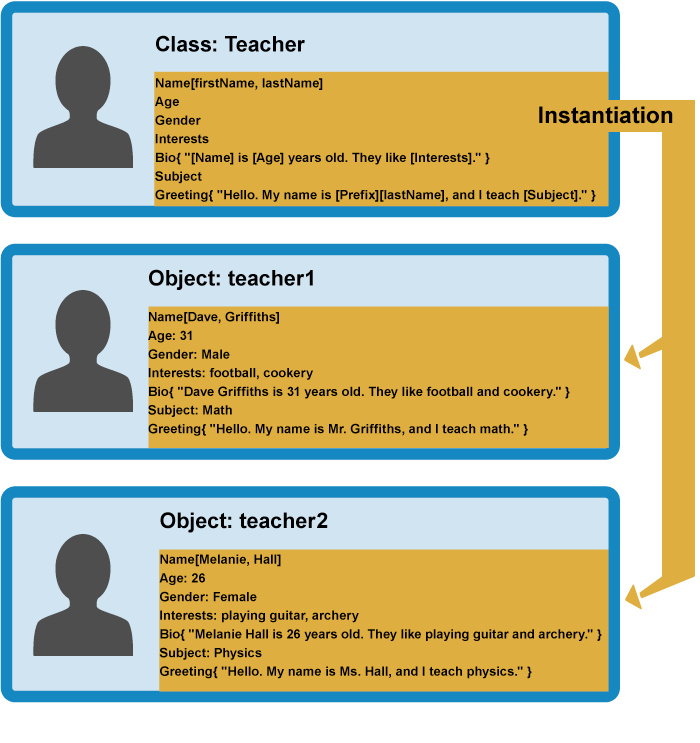 Class: Teacher
Name[firstName, lastName]
Age
Gender
Interests
Bio{ "[Name] is [Age] years old. They like [Interests]." }
Subject
Greeting{ "Hello. My name is [Prefix][lastName], and I teach [Subject]." }
Instantiation
Object: teacher1
Name[Dave, Griffiths]
Age: 31
Gender: Male
Interests: football, cookery
Bio{ "Dave Griffiths is 31 years old. They like football and cookery." }
Subject: Math
Greeting{ "Hello. My name is Mr. Griffiths, and I teach math." }
Object: teacher2
Name[Melanie, Hall]
Age: 26
Gender: Female
Interests: playing guitar, archery
Bio{ "Melanie Hall is 26 years old. They like playing guitar and archery." }
Subject: Physics
Greeting{ "Hello. My name is Ms. Hall, and I teach physics." }